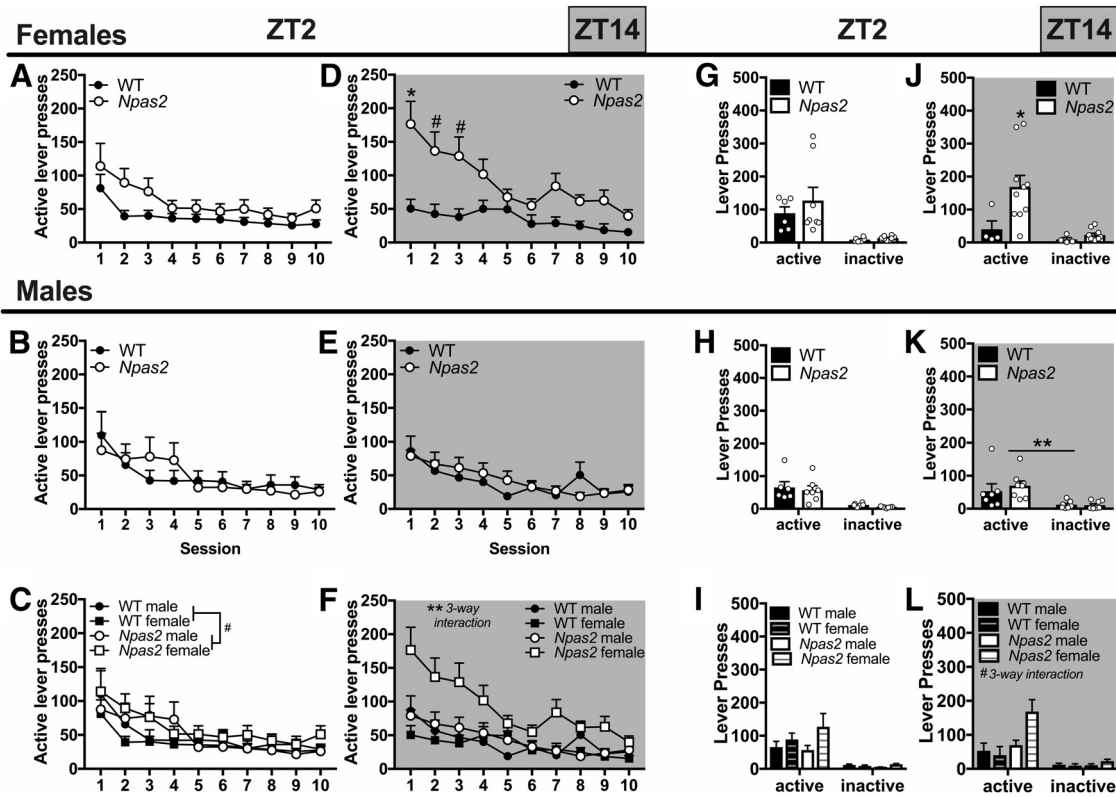 Females ZT2 ZT14 ZT2 ZT14
A
250
200
150
100
50
0
Active lever presses
WT
Npas2
1 2 3 4 5 6 7 8 9 10
D
250
200
150
100
50
0
Active lever presses
WT
Npas2
*
#
#
1 2 3 4 5 6 7 8 9 10
G
500
400
300
200
100
0
Lever Presses
WT
Npas2
active inactive
J
500
400
300
200
100
0
Lever Presses
WT
Npas2
*
active inactive
Males
B
250
200
150
100
50
0
Active lever presses
WT
Npas2
1 2 3 4 5 6 7 8 9 10
Session
E
250
200
150
100
50
0
Active lever presses
WT
Npas2
1 2 3 4 5 6 7 8 9 10
Session
H
500
400
300
200
100
0
Lever Presses
WT
Npas2
active inactive
K
500
400
300
200
100
0
Lever Presses
WT
Npas2
**
active inactive
C
250
200
150
100
50
0
Active lever presses
WT male
WT female
Npas2 male
Npas2 female
#
1 2 3 4 5 6 7 8 9 10
F
250
200
150
100
50
0
Active lever presses
** 3-way
interaction
WT male
WT female
Npas2 male
Npas2 female
1 2 3 4 5 6 7 8 9 10
I
500
400
300
200
100
0
Lever Presses
WT male
WT female
Npas2 male
Npas2 female
active inactive
L
500
400
300
200
100
0
Lever Presses
WT male
WT female
Npas2 male
Npas2 female
# 3-way interaction
active inactive